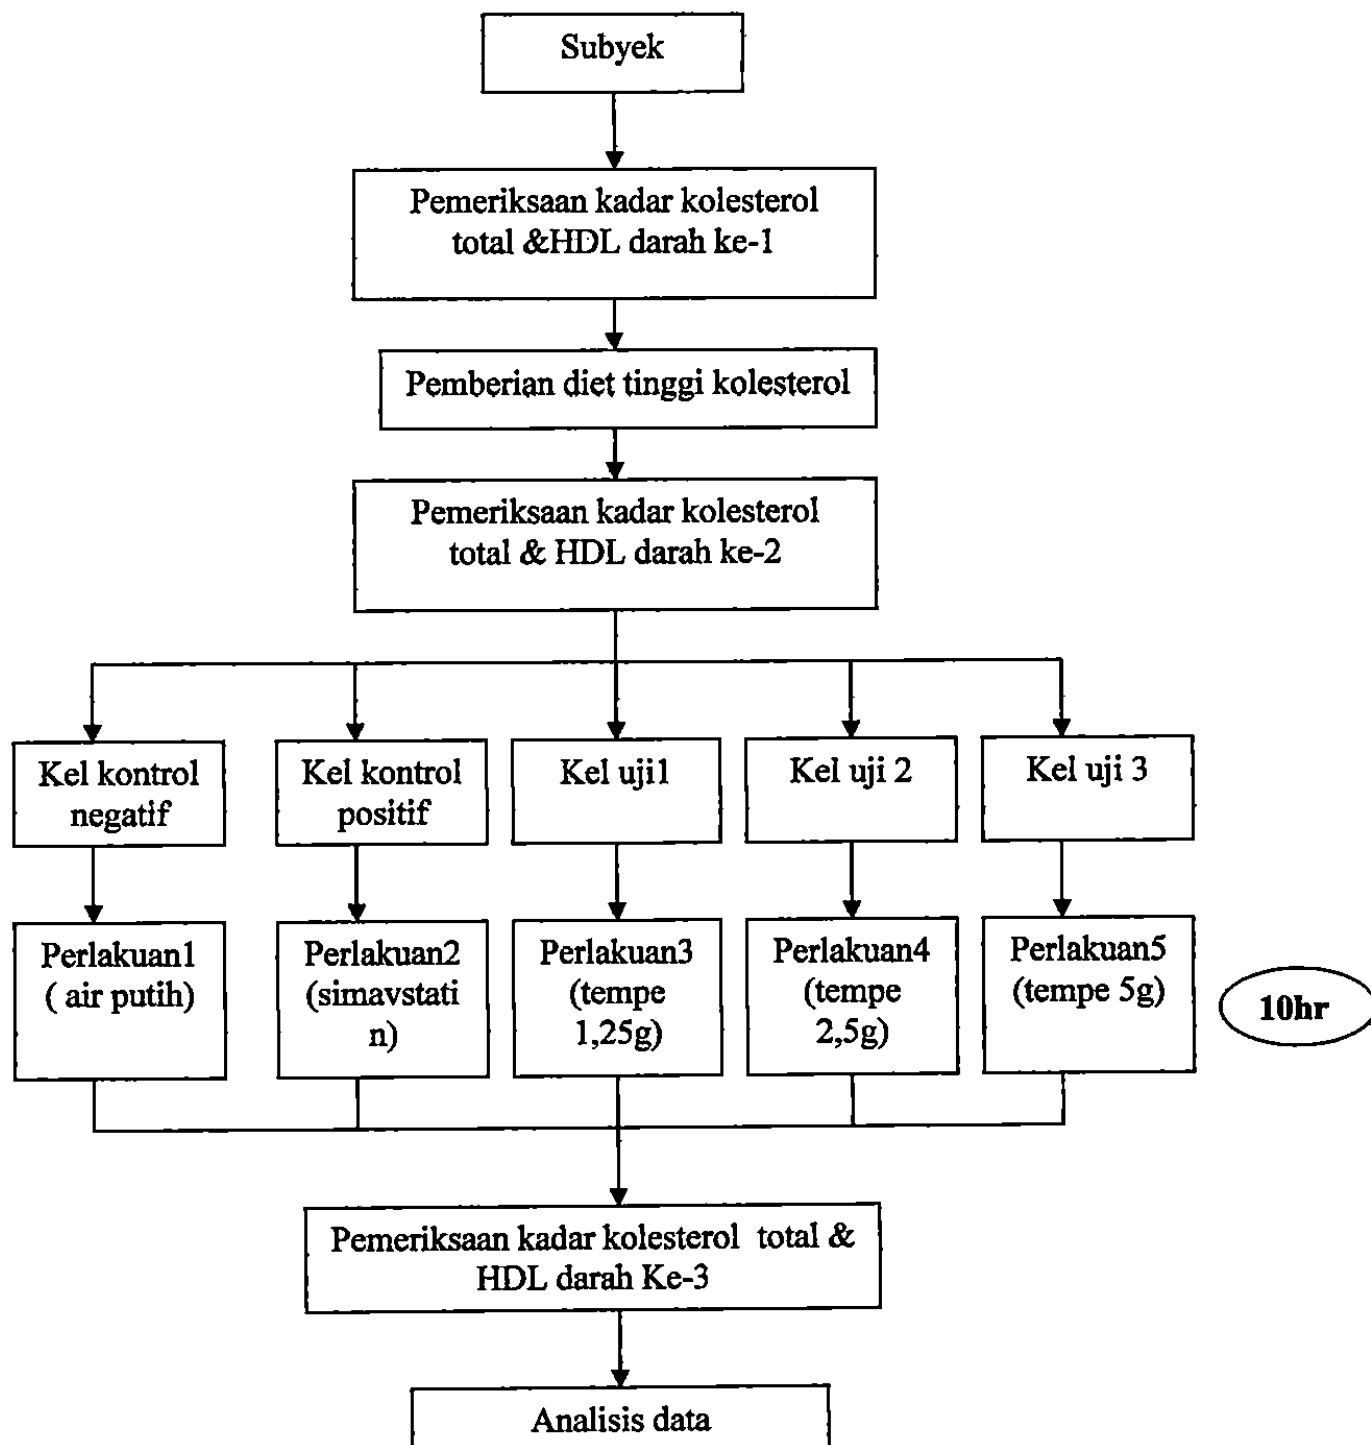 Subyek
Pemeriksaan kadar kolesterol
total &HDL darah ke-1
Pemberian diet tinggi kolesterol
Pemeriksaan kadar kolesterol
total & HDL darah ke-2
Kel kontrol
negatif
Kel kontrol
positif
Kel uji1
Kel uji 2
Kel uji 3
Perlakuan1
( air putih)
Perlakuan2
(simavstati
n)
Perlakuan3
(tempe
1,25g)
Perlakuan4
(tempe
2,5g)
Perlakuan5
(tempe 5g)
10hr
Pemeriksaan kadar kolesterol  total &
HDL darah Ke-3
Analisis data